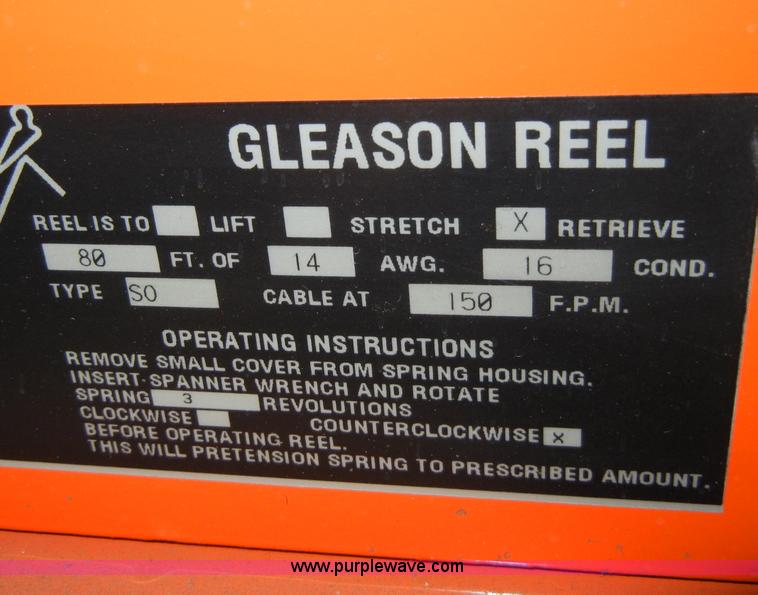 GLEASON REEL
REEL IS TO LIFT STRETCH X RETRIEVE
80 FT. OF 14 AWG. 16 COND.
TYPE SO CABLE AT 150 F.P.M.
OPERATING INSTRUCTIONS
REMOVE SMALL COVER FROM SPRING HOUSING.
INSERT SPANNER WRENCH AND ROTATE
SPRING 3 REVOLUTIONS
CLOCKWISE COUNTERCLOCKWISE X
BEFORE OPERATING REEL.
THIS WILL PRETENSION SPRING TO PRESCRIBED AMOUNT.
www.purplewave.com